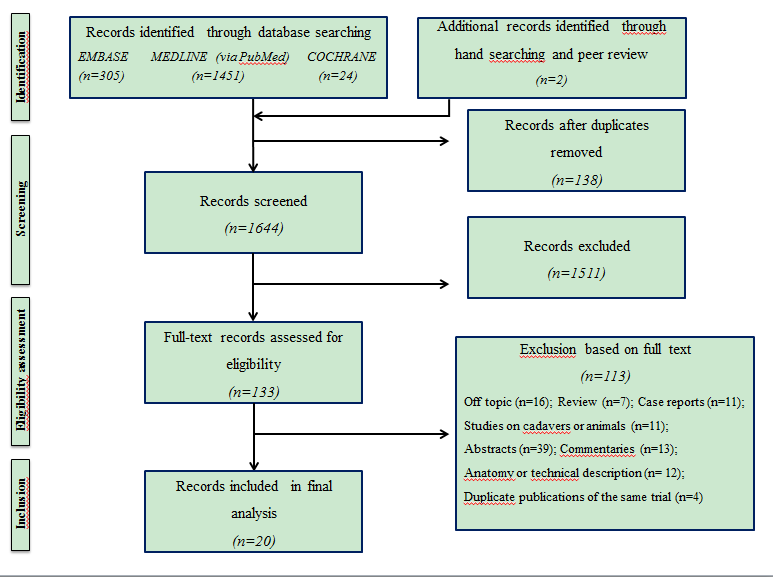 Identification
Records identified through database searching
EMBASE MEDLINE (via PubMed) COCHRANE
(n=305) (n=1451) (n=24)
Additional records identified through
hand searching and peer review
(n=2)
Records after duplicates
removed
(n=138)
Screening
Records screened
(n=1644)
Records excluded
(n=1511)
Eligibility assessment
Full-text records assessed for
eligibility
(n=133)
Exclusion based on full text
(n=113)
Off topic (n=16); Review (n=7); Case reports (n=11);
Studies on cadavers or animals (n=11);
Abstracts (n=39); Commentaries (n=13);
Anatomy or technical description (n= 12);
Duplicate publications of the same trial (n=4)
Inclusion
Records included in final
analysis
(n=20)